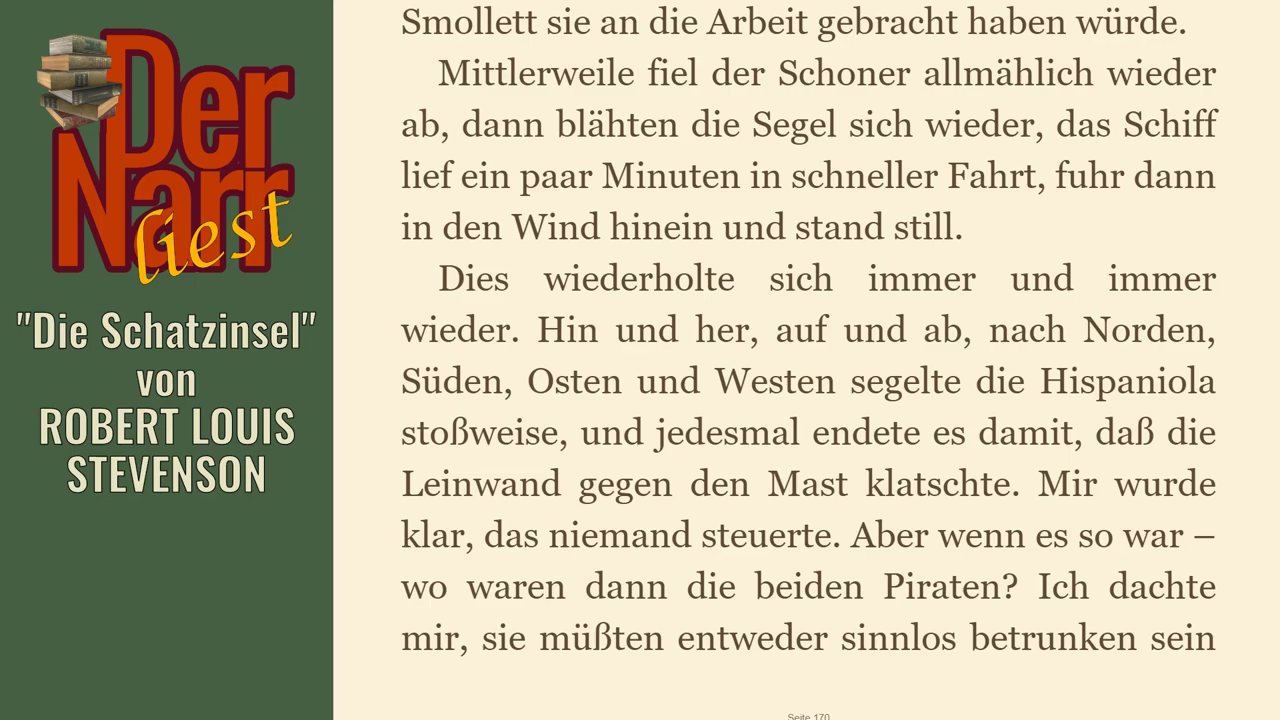 Der
Narr
liest
"Die Schatzinsel"
von
ROBERT LOUIS
STEVENSON
Smollett sie an die Arbeit gebracht haben würde.
Mittlerweile fiel der Schoner allmählich wieder
ab, dann blähten die Segel sich wieder, das Schiff
lief ein paar Minuten in schneller Fahrt, fuhr dann
in den Wind hinein und stand still.
Dies wiederholte sich immer und immer
wieder. Hin und her, auf und ab, nach Norden,
Süden, Osten und Westen segelte die Hispaniola
stoßweise, und jedesmal endete es damit, daß die
Leinwand gegen den Mast klatschte. Mir wurde
klar, das niemand steuerte. Aber wenn es so war –
wo waren dann die beiden Piraten? Ich dachte
mir, sie müßten entweder sinnlos betrunken sein
Seite 170